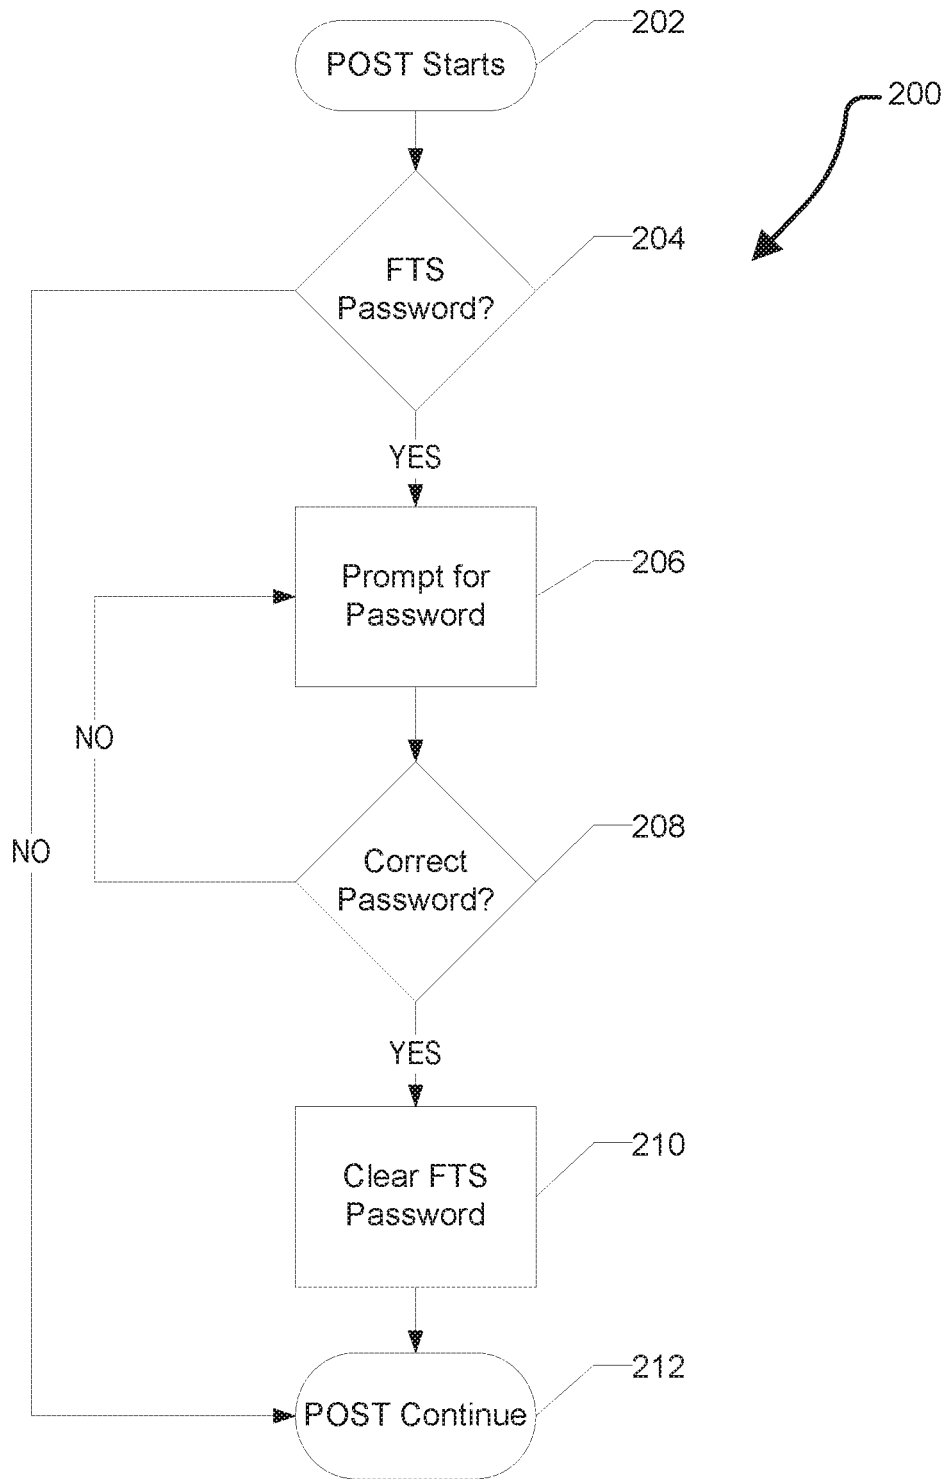 202
POST Starts
200
204
FTS
Password?
YES
206
Prompt for
Password
NO
208
NO
Correct
Password?
YES
210
Clear FTS
Password
212
POST Continue